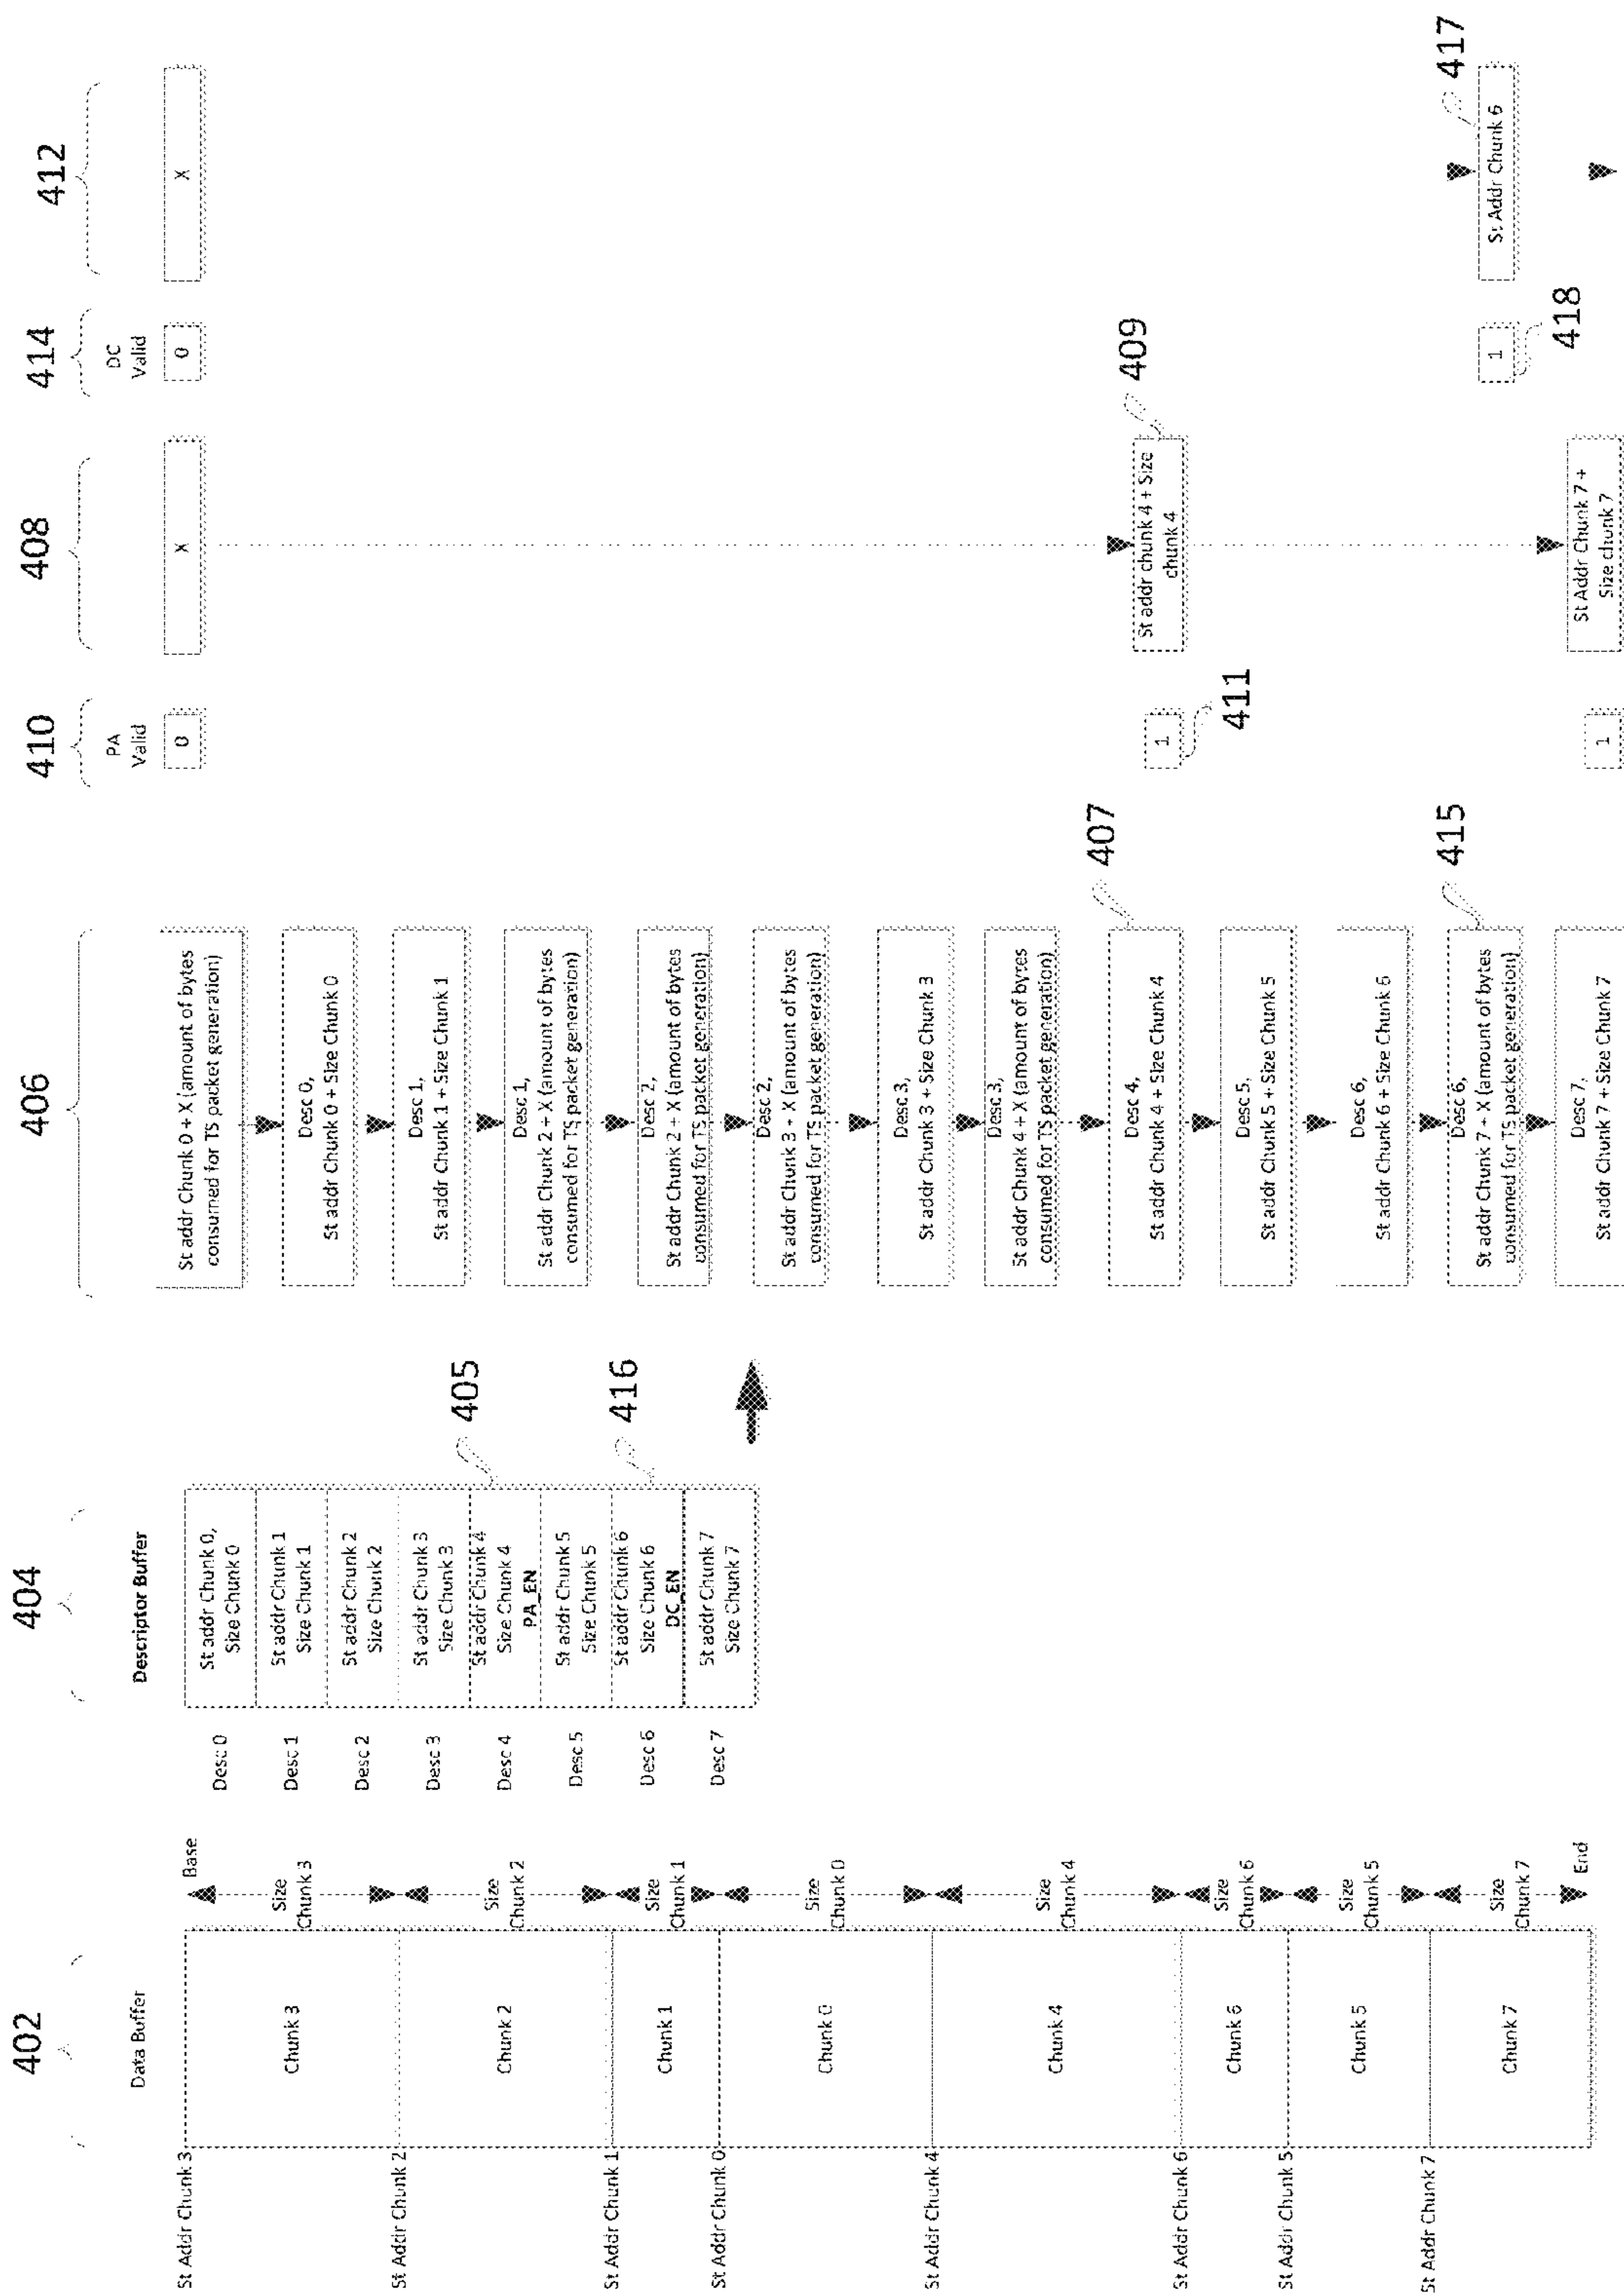 402
Data Buffer
St Addr Chunk 3
St Addr Chunk 2
St Addr Chunk 1
St Addr Chunk 0
St Addr Chunk 4
St Addr Chunk 6
St Addr Chunk 5
St Addr Chunk 7
Chunk 3
Chunk 2
Chunk 1
Chunk 0
Chunk 4
Chunk 6
Chunk 5
Chunk 7
Base
Size
Chunk 3
Size
Chunk 2
Size
Chunk 1
Size
Chunk 0
Size
Chunk 4
Size
Chunk 6
Size
Chunk 5
Size
Chunk 7
End
404
Descriptor Buffer
Desc 0
St addr Chunk 0,
Size Chunk 0
Desc 1
St addr Chunk 1
Size Chunk 1
Desc 2
St addr Chunk 2
Size Chunk 2
Desc 3
St addr Chunk 3
Size Chunk 3
Desc 4
St addr Chunk 4
Size Chunk 4
PA_EN
405
Desc 5
St addr Chunk 5
Size Chunk 5
Desc 6
St addr Chunk 6
Size Chunk 6
DC_EN
416
Desc 7
St addr Chunk 7
Size Chunk 7
406
St addr Chunk 0 + X (amount of bytes
consumed for TS packet generation)
Desc 0,
St addr Chunk 0 + Size Chunk 0
Desc 1,
St addr Chunk 1 + Size Chunk 1
Desc 1,
St addr Chunk 2 + X (amount of bytes
consumed for TS packet generation)
Desc 2,
St addr Chunk 2 + X (amount of bytes
consumed for TS packet generation)
Desc 2,
St addr Chunk 3 + X (amount of bytes
consumed for TS packet generation)
Desc 3,
St addr Chunk 3 + Size Chunk 3
Desc 3,
St addr Chunk 4 + X (amount of bytes
consumed for TS packet generation)
407
Desc 4,
St addr Chunk 4 + Size Chunk 4
Desc 5,
St addr Chunk 5 + Size Chunk 5
Desc 6,
St addr Chunk 6 + Size Chunk 6
415
Desc 6,
St addr Chunk 7 + X (amount of bytes
consumed for TS packet generation)
Desc 7,
St addr Chunk 7 + Size Chunk 7
410
PA
Valid
0
1
411
1
408
X
409
St addr chunk 4 + Size
chunk 4
St Addr Chunk 7 +
Size chunk 7
414
DC
Valid
0
1
418
412
X
417
St Addr Chunk 6